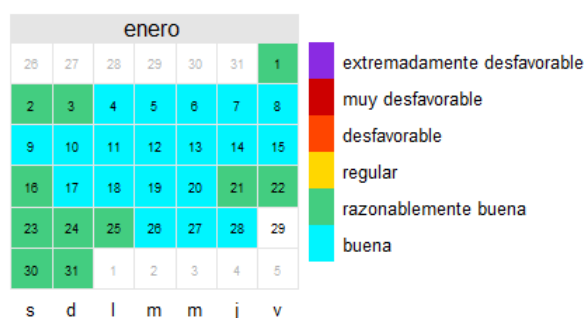 enero
26 27 28 29 30 31 1
2 3 4 5 6 7 8
9 10 11 12 13 14 15
16 17 18 19 20 21 22
23 24 25 26 27 28 29
30 31 1 2 3 4 5
s d l m m j v
extremadamente desfavorable
muy desfavorable
desfavorable
regular
razonablemente buena
buena